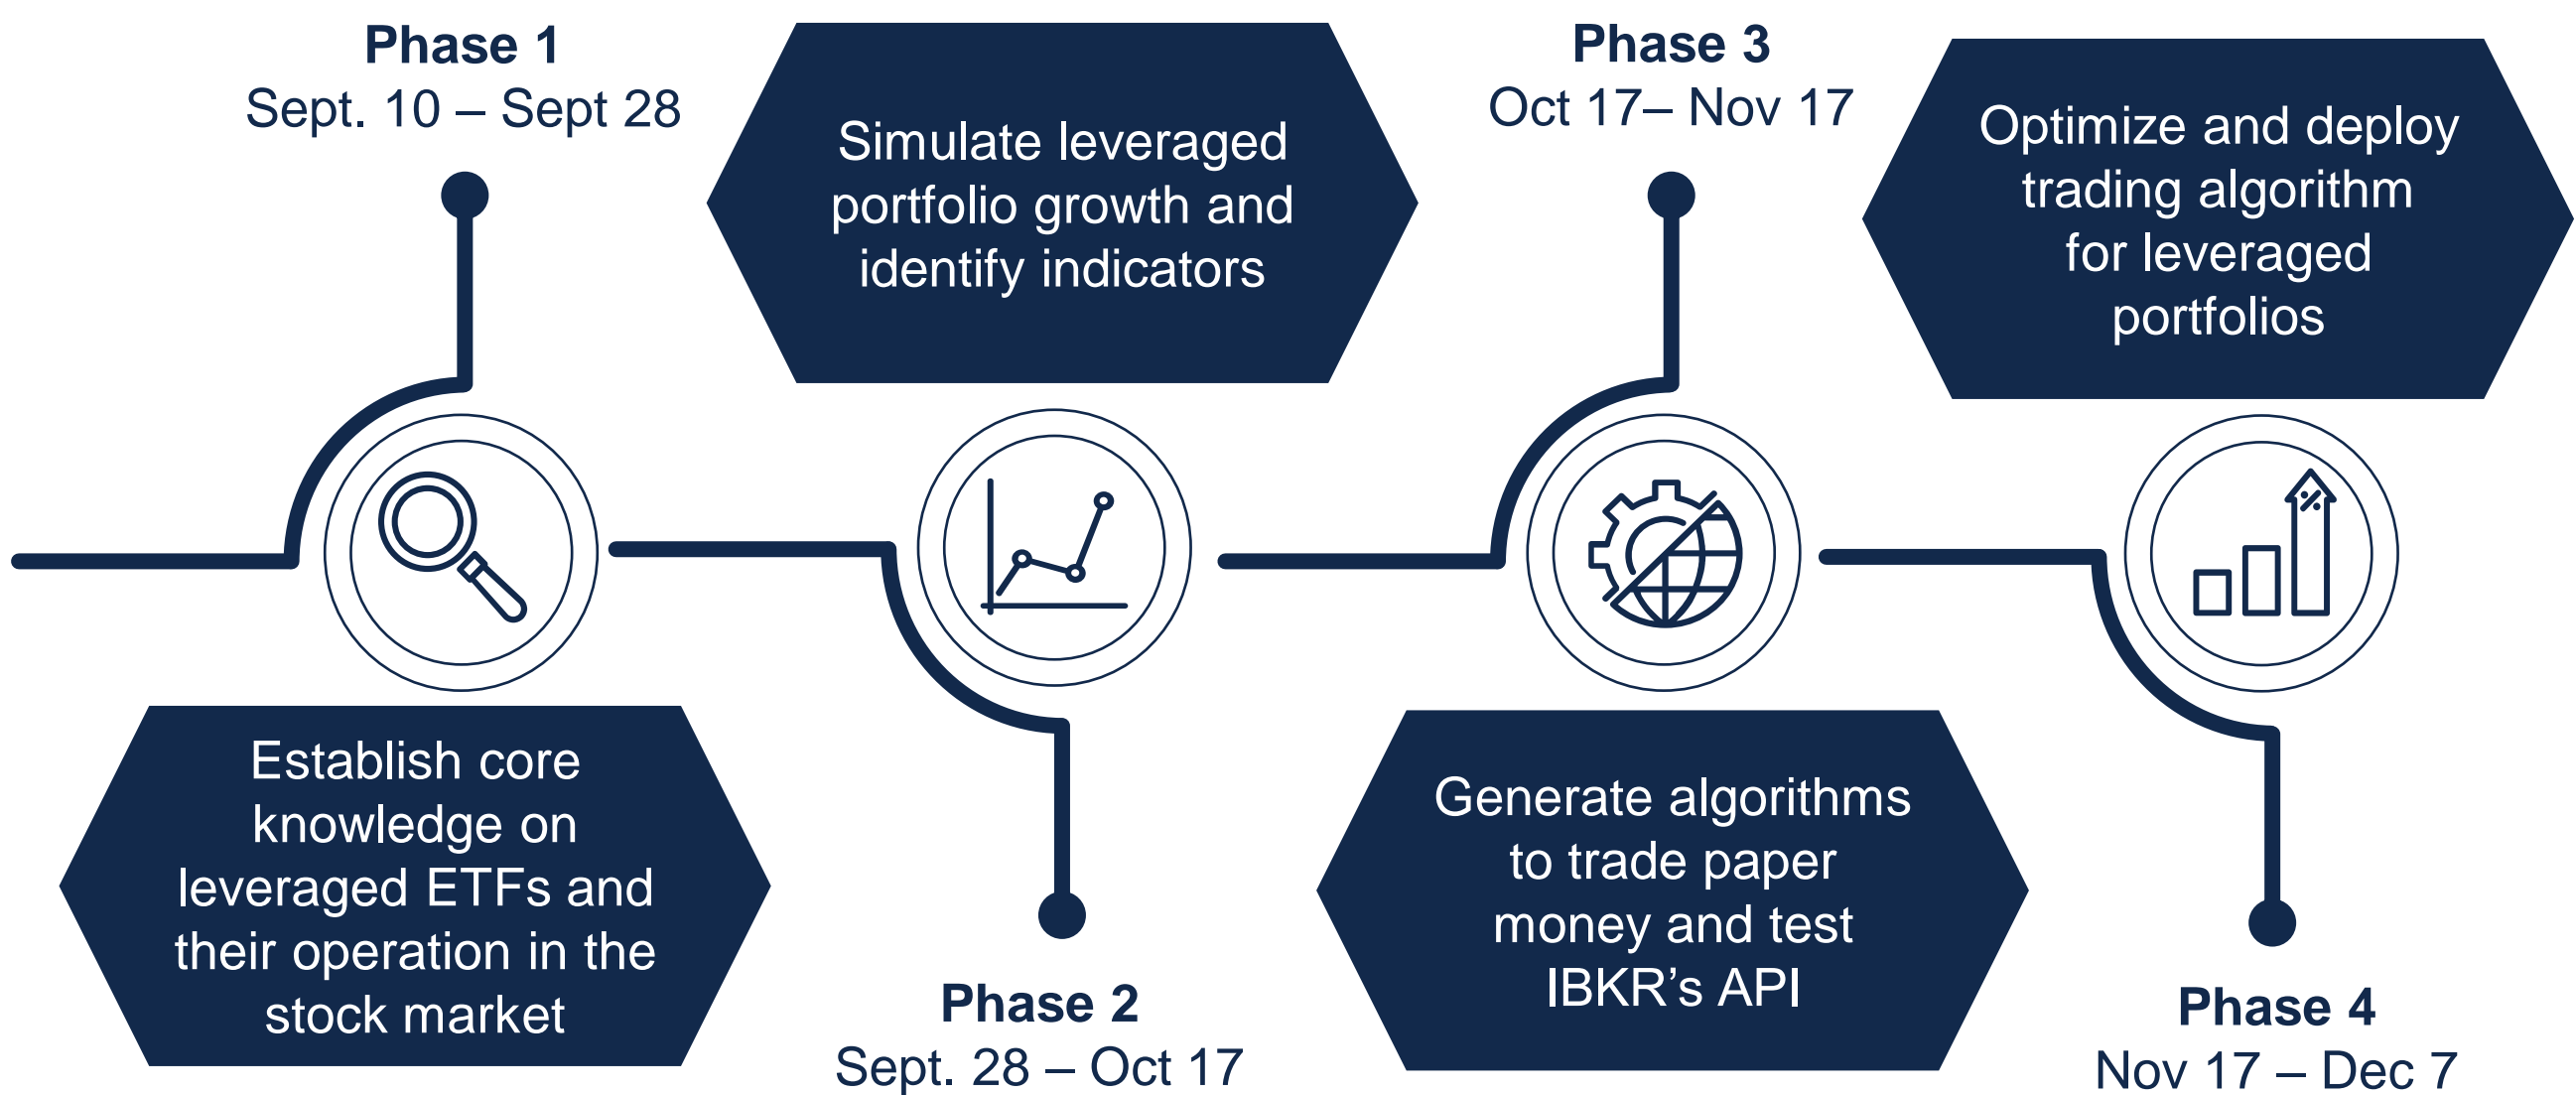 Phase 1
Sept. 10 – Sept 28
Establish core
knowledge on
leveraged ETFs and
their operation in the
stock market
Simulate leveraged
portfolio growth and
identify indicators
Phase 2
Sept. 28 – Oct 17
Phase 3
Oct 17– Nov 17
Generate algorithms
to trade paper
money and test
IBKR’s API
Optimize and deploy
trading algorithm
for leveraged
portfolios
%
Phase 4
Nov 17 – Dec 7